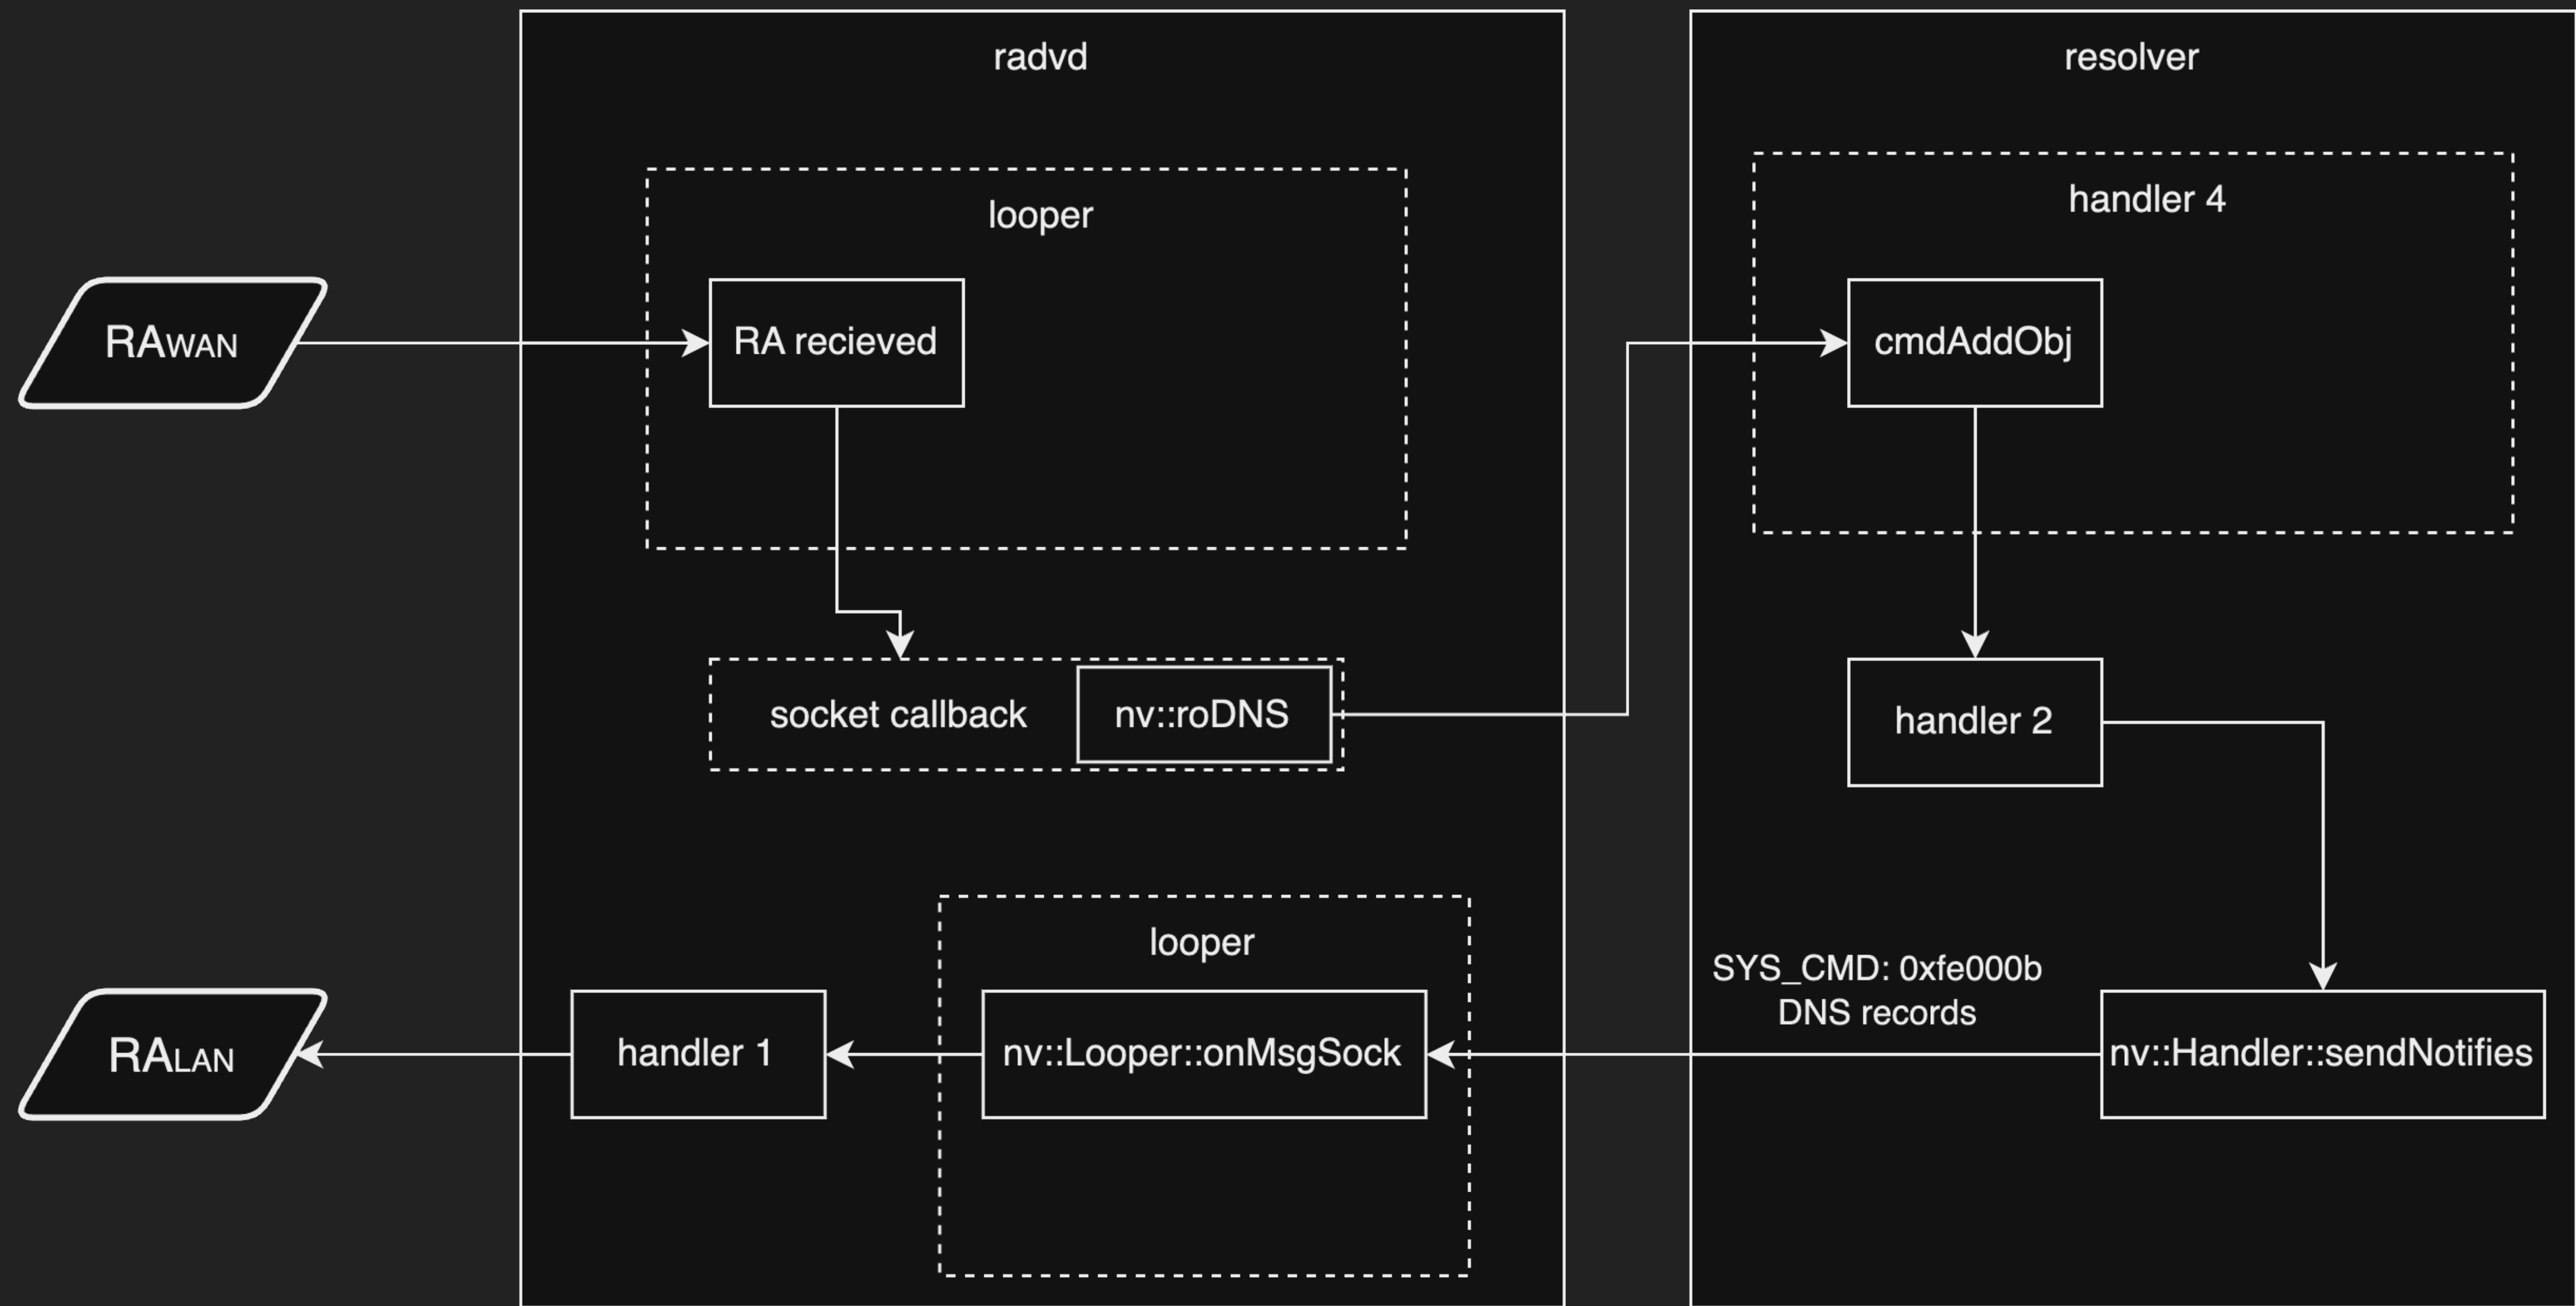 radvd
resolver
looper
handler 4
RAWAN
RA recieved
cmdAddObj
socket callback
nv::roDNS
handler 2
looper
SYS_CMD: 0xfe000b
DNS records
RALAN
handler 1
nv::Looper::onMsgSock
nv::Handler::sendNotifies